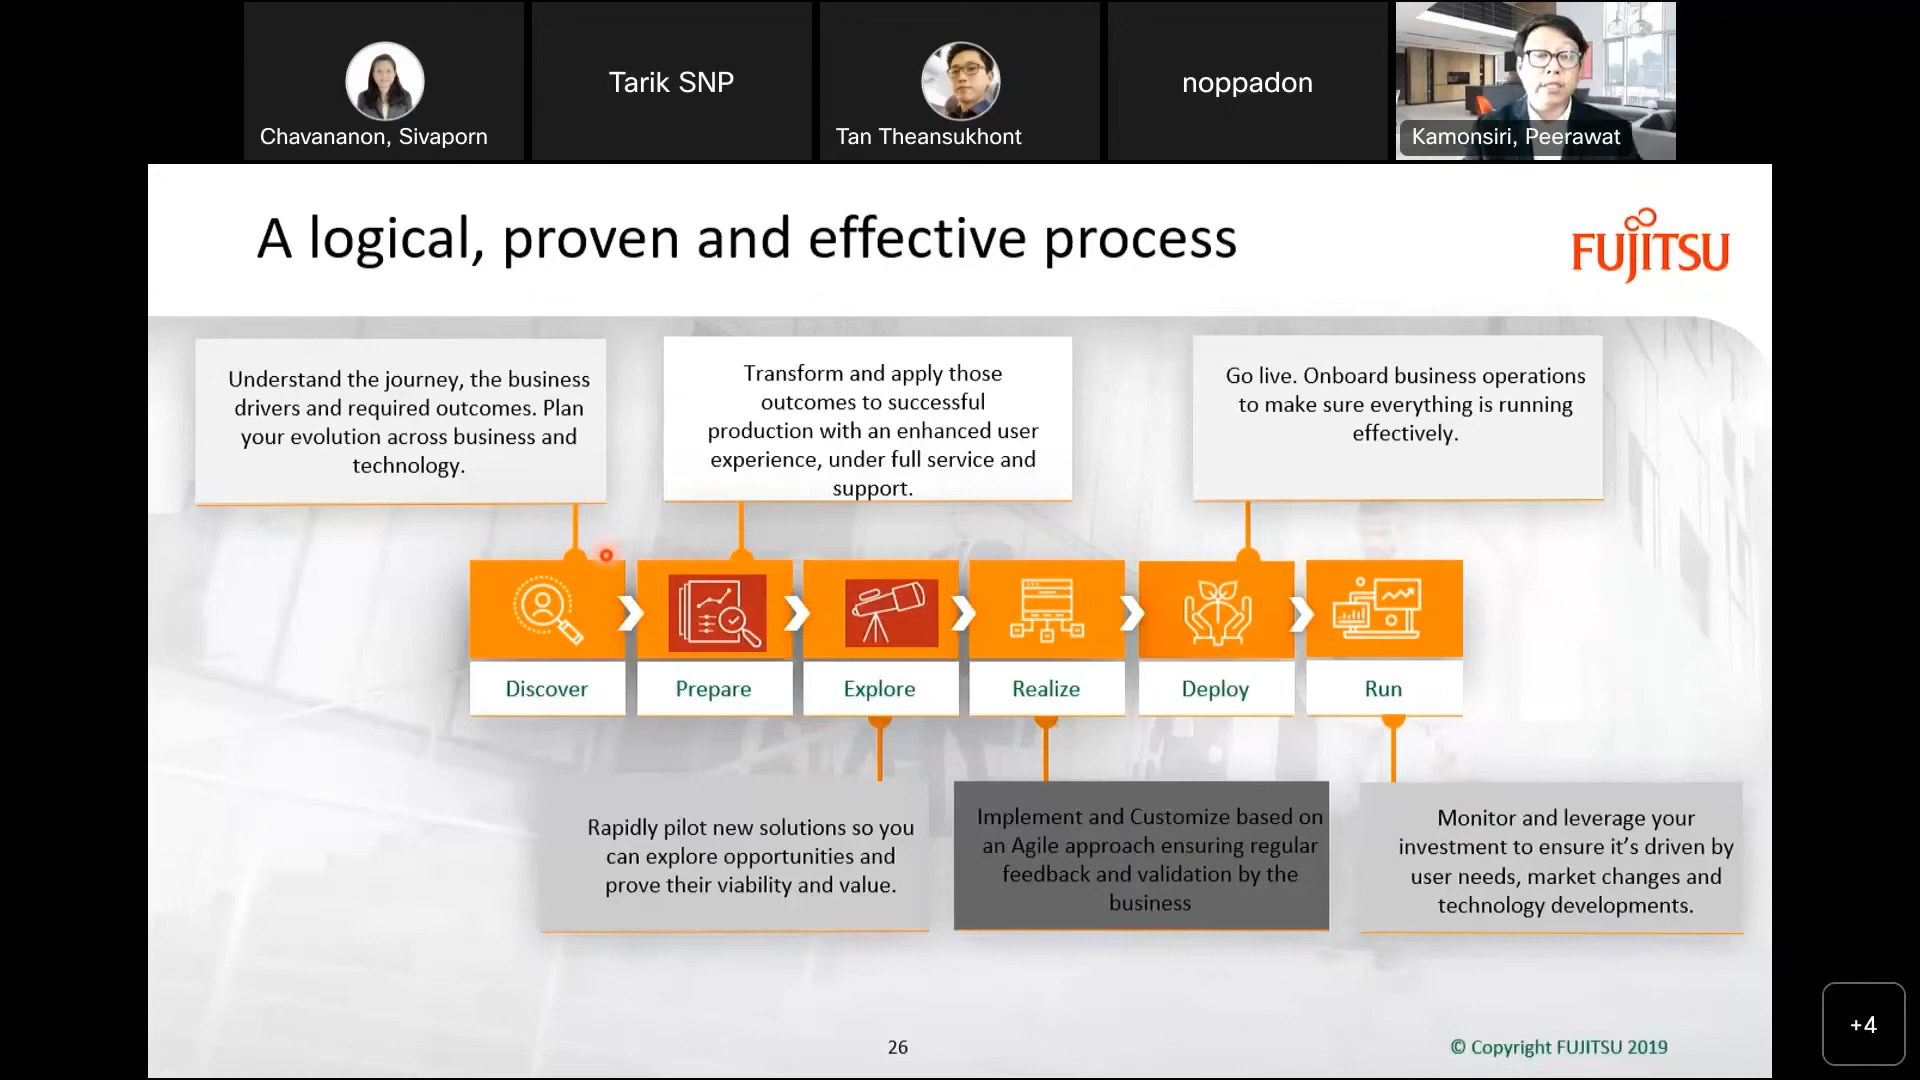 Chavananon, Sivaporn
Tarik SNP
Tan Theansukhont
noppadon
Kamonsiri, Peerawat
A logical, proven and effective process
FUJITSU
Understand the journey, the business
drivers and required outcomes. Plan
your evolution across business and
technology.
Transform and apply those
outcomes to successful
production with an enhanced user
experience, under full service and
support.
Go live. Onboard business operations
to make sure everything is running
effectively.
Discover
Prepare
Explore
Realize
Deploy
Run
Rapidly pilot new solutions so you
can explore opportunities and
prove their viability and value.
Implement and Customize based on
an Agile approach ensuring regular
feedback and validation by the
business
Monitor and leverage your
investment to ensure it’s driven by
user needs, market changes and
technology developments.
26
© Copyright FUJITSU 2019
+4